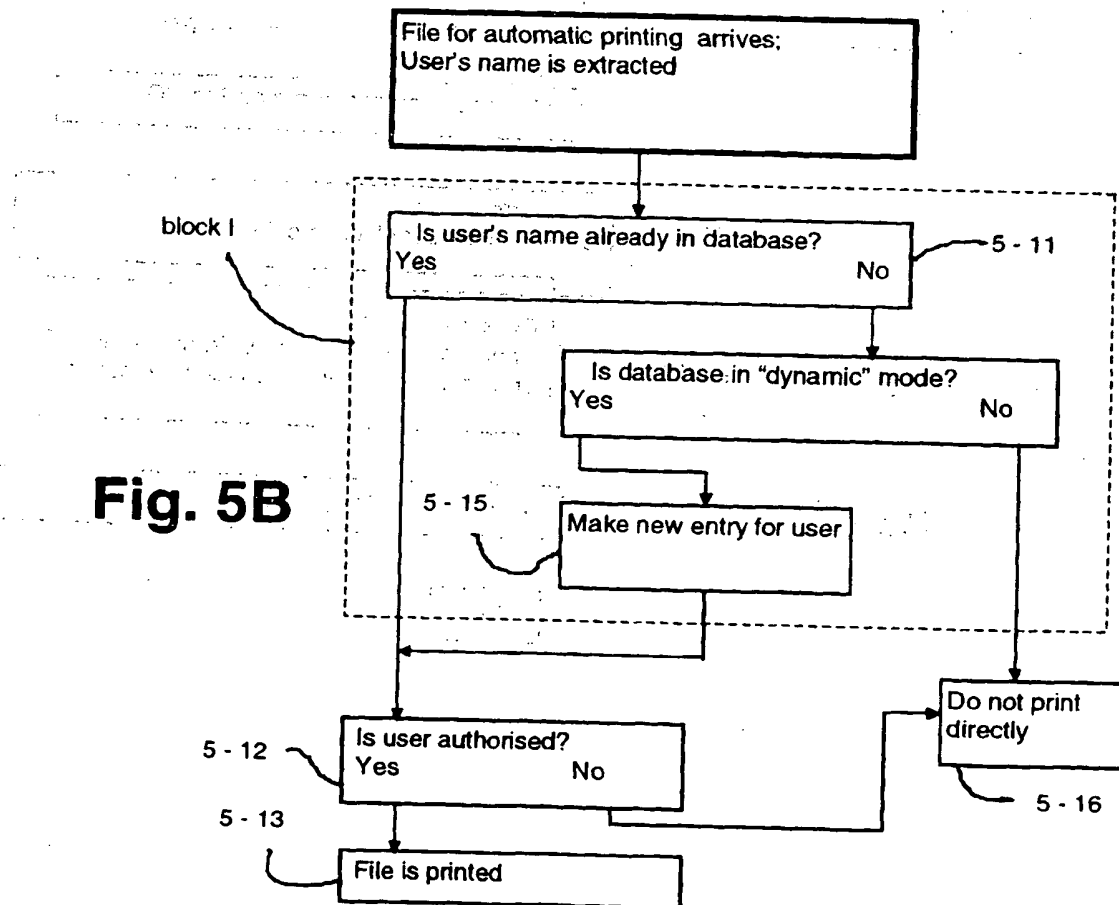 File for automatic printing arrives;
User's name is extracted
block I
Is user's name already in database?
Yes
No
5 - 11
Is database in "dynamic" mode?
Yes
No
Fig. 5B
5 - 15
Make new entry for user
Do not print
directly
5 - 16
5 - 12
Is user authorised?
Yes
No
5 - 13
File is printed